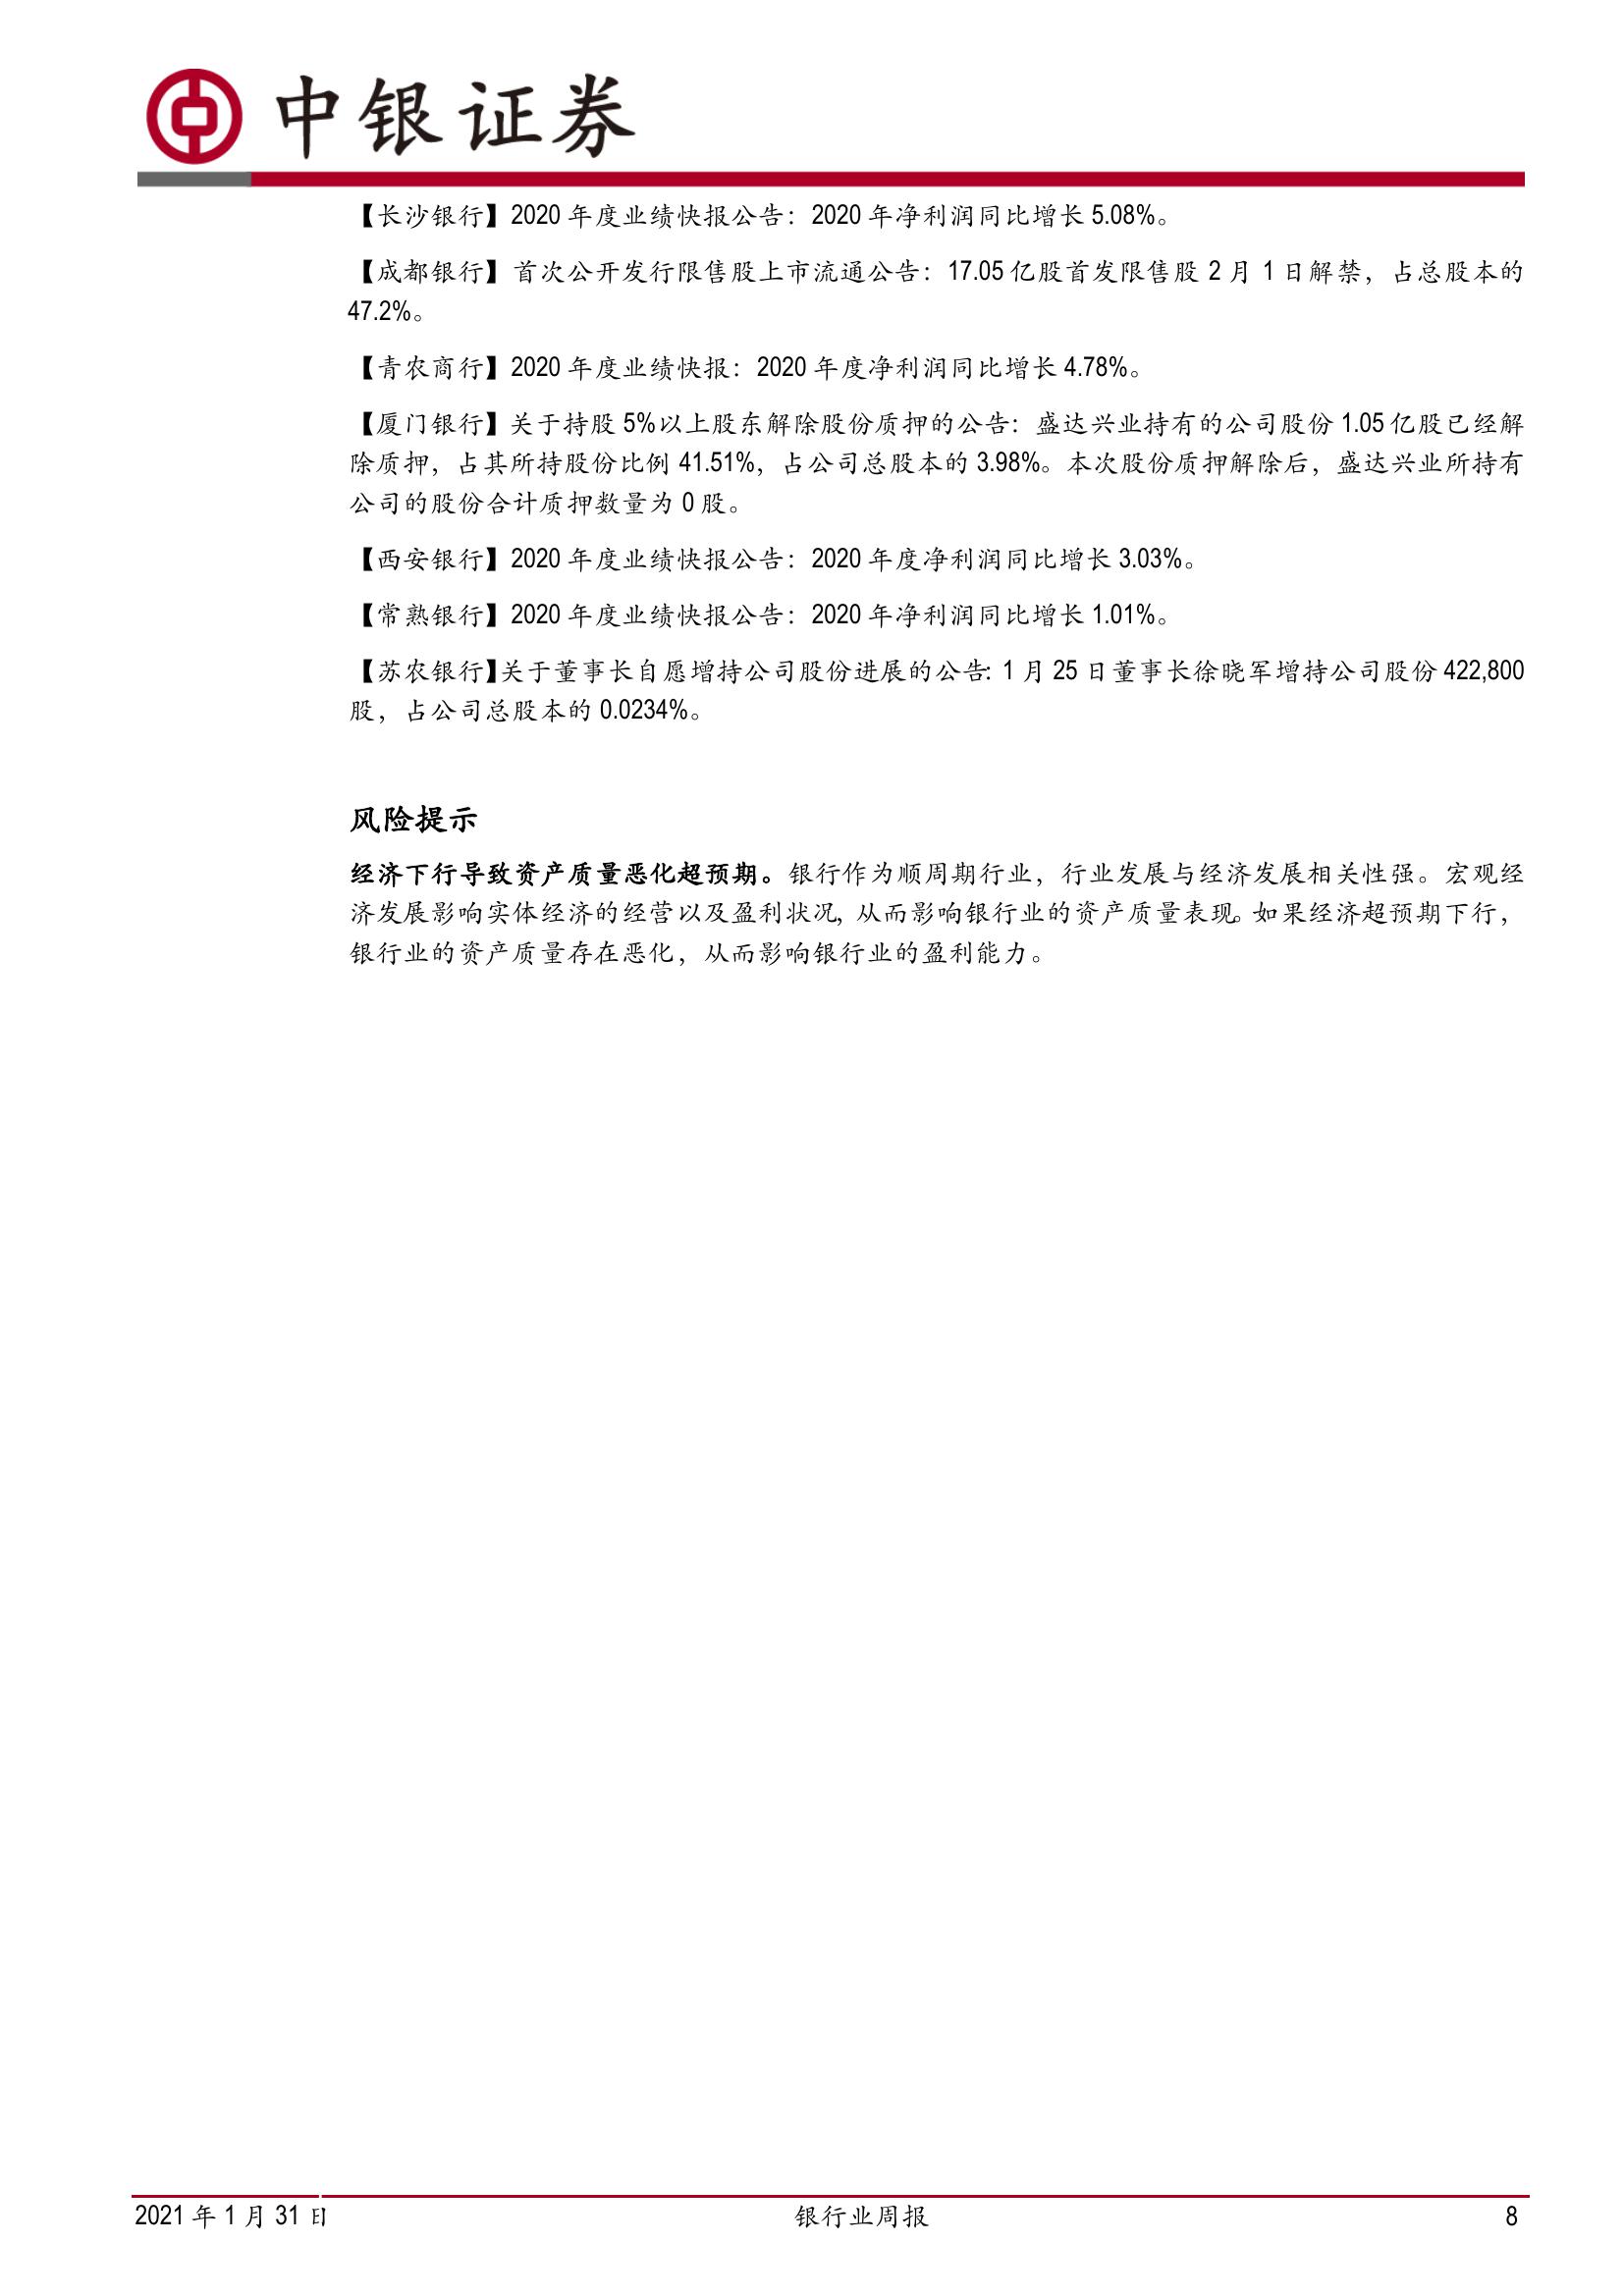 中银证券
【长沙银行】2020 年度业绩快报公告：2020 年净利润同比增长 5.08%。
【成都银行】首次公开发行限售股上市流通公告：17.05 亿股首发限售股 2 月 1 日解禁，占总股本的
47.2%。
【青农商行】2020 年度业绩快报：2020 年度净利润同比增长 4.78%。
【厦门银行】关于持股 5%以上股东解除股份质押的公告：盛达兴业持有的公司股份 1.05 亿股已经解
除质押，占其所持股份比例 41.51%，占公司总股本的 3.98%。本次股份质押解除后，盛达兴业所持有
公司的股份合计质押数量为 0 股。
【西安银行】2020 年度业绩快报公告：2020 年度净利润同比增长 3.03%。
【常熟银行】2020 年度业绩快报公告：2020 年净利润同比增长 1.01%。
【苏农银行】关于董事长自愿增持公司股份进展的公告：1 月 25 日董事长徐晓军增持公司股份 422,800
股，占公司总股本的 0.0234%。
风险提示
经济下行导致资产质量恶化超预期。银行作为顺周期行业，行业发展与经济发展相关性强。宏观经
济发展影响实体经济的经营以及盈利状况，从而影响银行业的资产质量表现。如果经济超预期下行，
银行业的资产质量存在恶化，从而影响银行业的盈利能力。
2021 年 1 月 31 日 银行业周报 8